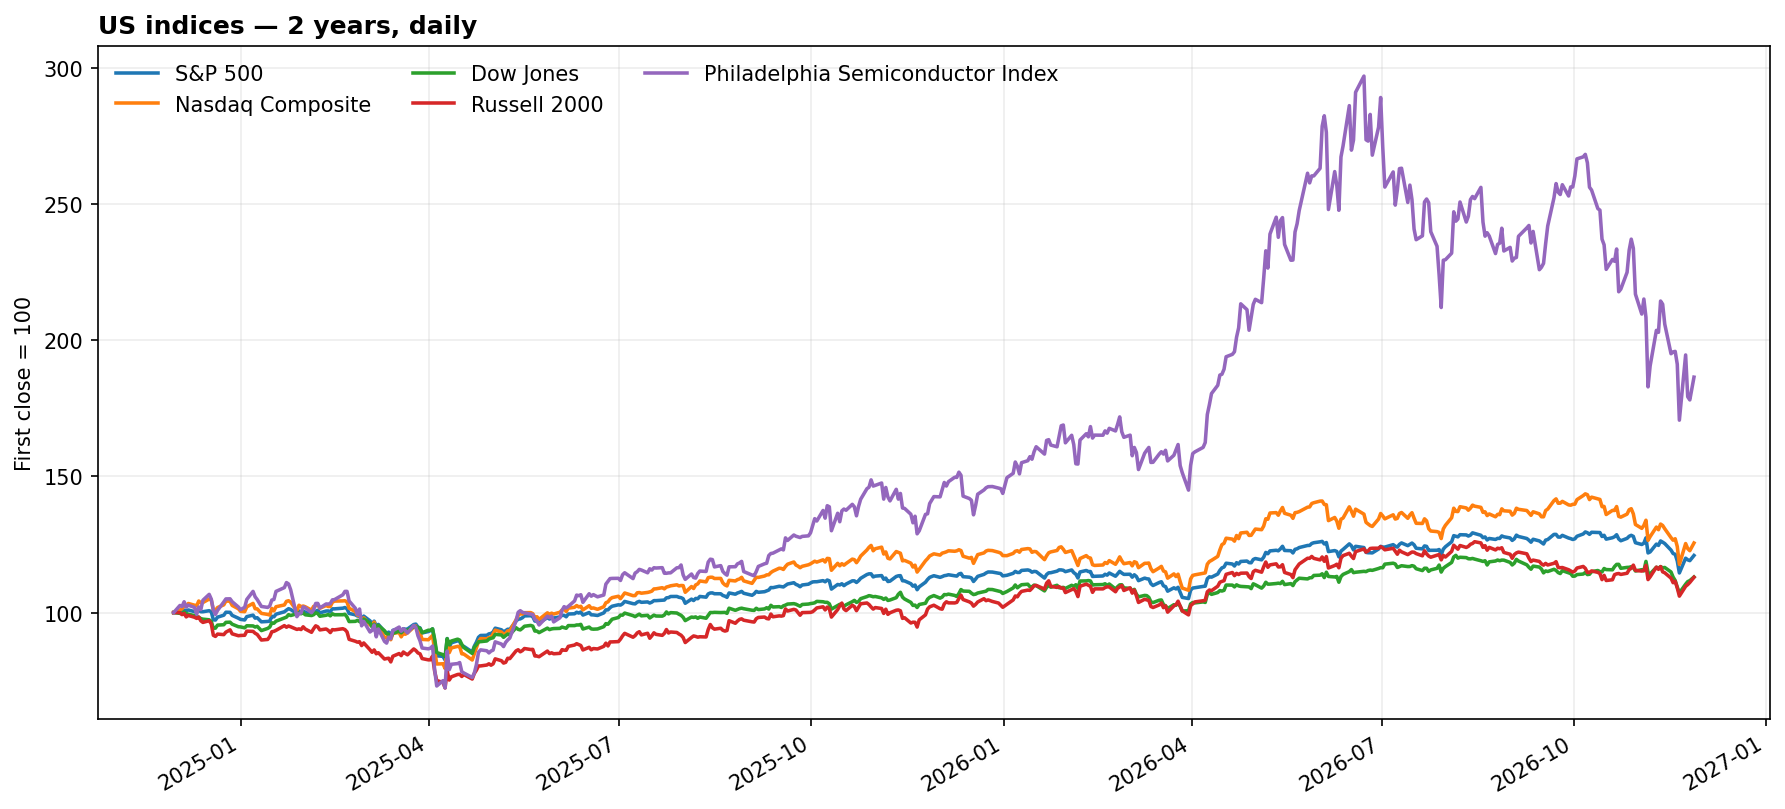 US indices — 2 years, daily
S&P 500
Nasdaq Composite
Dow Jones
Russell 2000
Philadelphia Semiconductor Index
First close = 100
300
250
200
150
100
2025-01
2025-04
2025-07
2025-10
2026-01
2026-04
2026-07
2026-10
2027-01